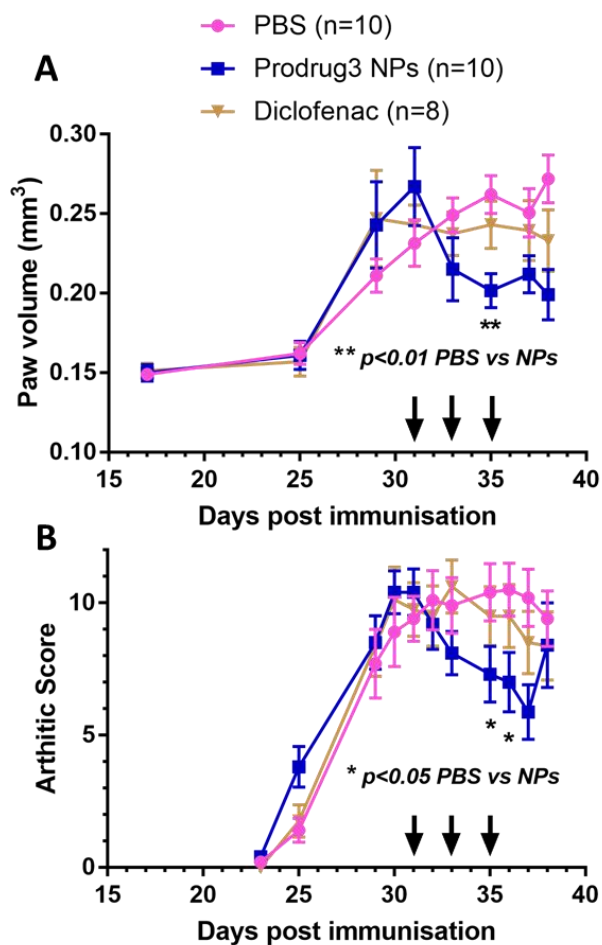 PBS (n=10)
Prodrug3 NPs (n=10)
Diclofenac (n=8)
A
0.30
0.25
0.20
0.15
0.10
Paw volume (mm³)
**
** p<0.01 PBS vs NPs
15 20 25 30 35 40
Days post immunisation
B
10
5
0
Arthitic Score
* *
* p<0.05 PBS vs NPs
15 20 25 30 35 40
Days post immunisation